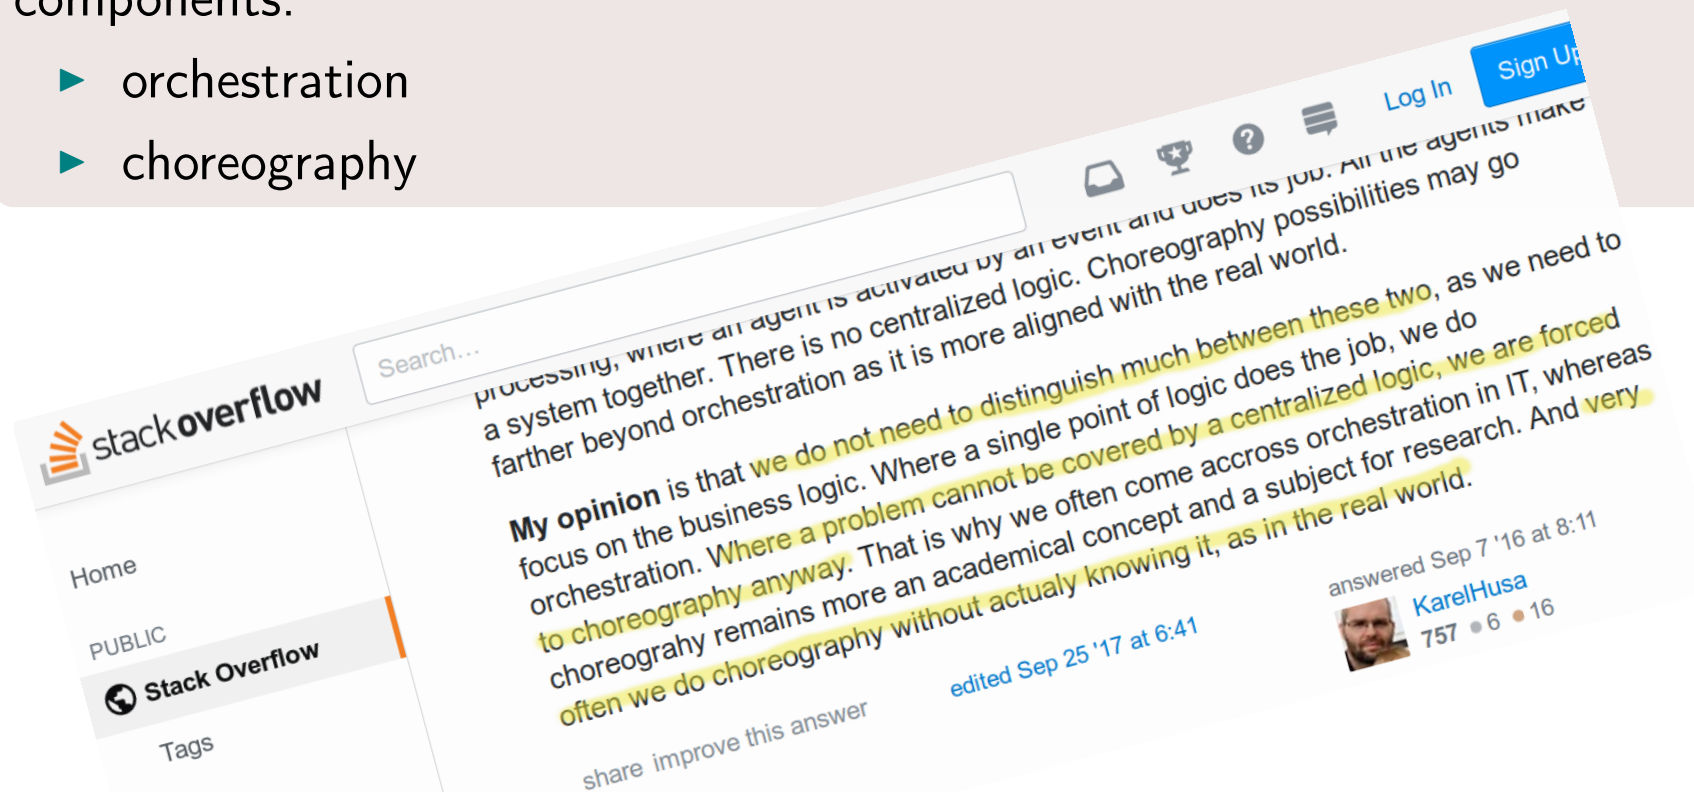 components:
orchestration
choreography
Log In
Sign Up
Search...
stackoverflow
processing, where an agent is activated by an event and does its job. All the agents make
a system together. There is no centralized logic. Choreography possibilities may go
farther beyond orchestration as it is more aligned with the real world.
My opinion is that we do not need to distinguish much between these two, as we need to
focus on the business logic. Where a single point of logic does the job, we do
orchestration. Where a problem cannot be covered by a centralized logic, we are forced
to choreography anyway. That is why we often come accross orchestration in IT, whereas
choreograhy remains more an academical concept and a subject for research. And very
often we do choreography without actualy knowing it, as in the real world.
Home
PUBLIC
Stack Overflow
Tags
share improve this answer
edited Sep 25 '17 at 6:41
answered Sep 7 '16 at 8:11
KarelHusa
757 6 16